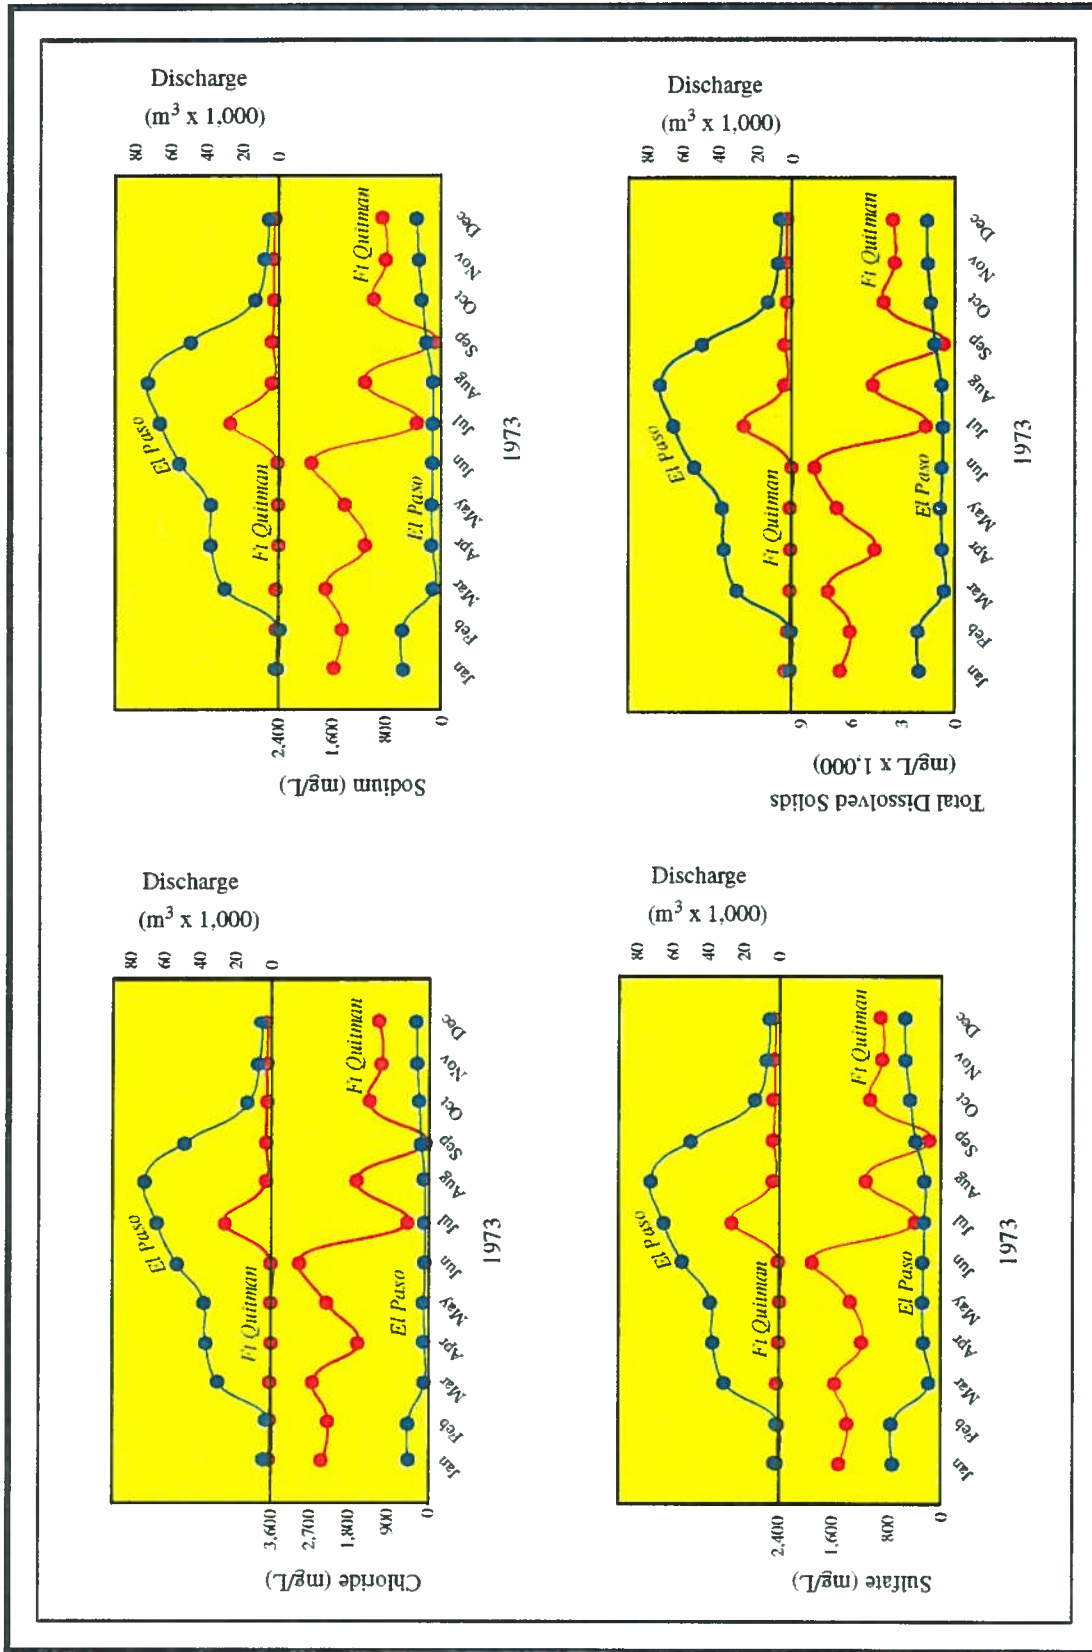 Discharge
(m³ x 1,000)
80
60
40
20
0
El Paso
Ft Quitman
3,600
2,700
1,800
900
0
Chloride (mg/L)
Ft Quitman
El Paso
Jan
Feb
Mar
Apr
May
Jun
Jul
Aug
Sep
Oct
Nov
Dec
1973
Discharge
(m³ x 1,000)
80
60
40
20
0
El Paso
Ft Quitman
2,400
1,600
800
0
Sodium (mg/L)
Ft Quitman
El Paso
Jan
Feb
Mar
Apr
May
Jun
Jul
Aug
Sep
Oct
Nov
Dec
1973
Discharge
(m³ x 1,000)
80
60
40
20
0
El Paso
Ft Quitman
2,400
1,600
800
0
Sulfate (mg/L)
Ft Quitman
El Paso
Jan
Feb
Mar
Apr
May
Jun
Jul
Aug
Sep
Oct
Nov
Dec
1973
Discharge
(m³ x 1,000)
80
60
40
20
0
El Paso
Ft Quitman
9
6
3
0
Total Dissolved Solids
(mg/L x 1,000)
Ft Quitman
El Paso
Jan
Feb
Mar
Apr
May
Jun
Jul
Aug
Sep
Oct
Nov
Dec
1973